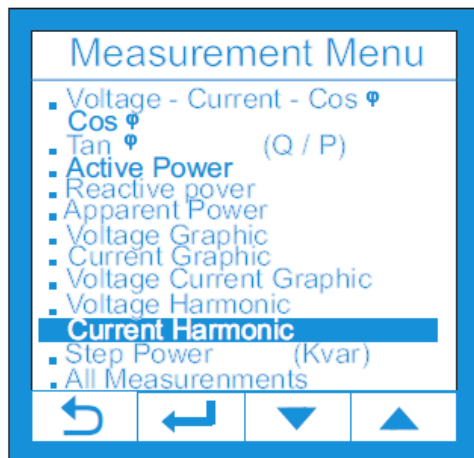 Measurement Menu
Voltage - Current - Cos φ
Cos φ
Tan φ (Q / P)
Active Power
Reactive pover
Apparent Power
Voltage Graphic
Current Graphic
Voltage Current Graphic
Voltage Harmonic
Current Harmonic
Step Power (Kvar)
All Measurenments